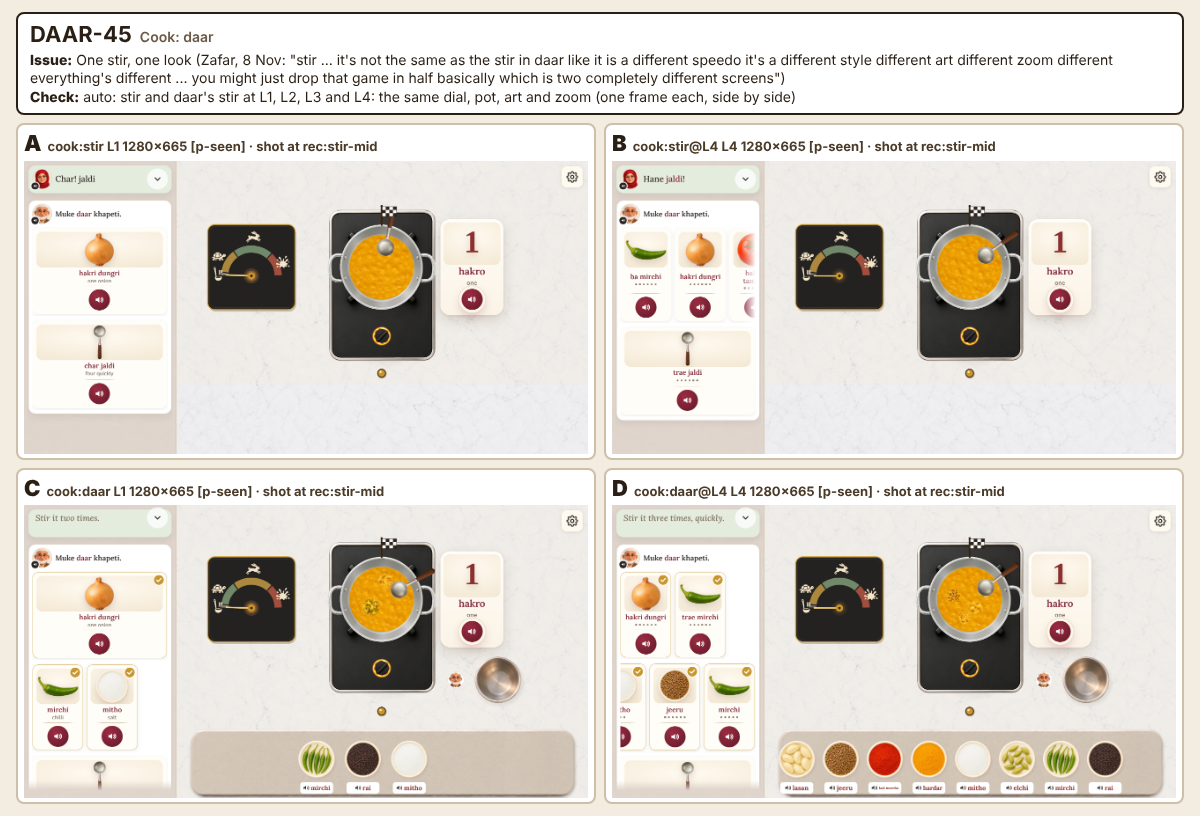 DAAR-45 Cook: daar
Issue: One stir, one look (Zafar, 8 Nov: "stir ... it's not the same as the stir in daar like it is a different speedo it's a different style different art different zoom different
everything's different ... you might just drop that game in half basically which is two completely different screens")
Check: auto: stir and daar's stir at L1, L2, L3 and L4: the same dial, pot, art and zoom (one frame each, side by side)
A cook:stir L1 1280×665 [p-seen] · shot at rec:stir-mid
Char! jaldi
Muke daar khapeti.
hakri dungri
one onion
char jaldi
four quickly
1
hakro
one
B cook:stir@L4 L4 1280×665 [p-seen] · shot at rec:stir-mid
Hane jaldi!
Muke daar khapeti.
ha mirchi
hakri dungri
trae jaldi
1
hakro
one
C cook:daar L1 1280×665 [p-seen] · shot at rec:stir-mid
Stir it two times.
Muke daar khapeti.
hakri dungri
one onion
mirchi
chilli
mitho
salt
1
hakro
one
mirchi
rai
mitho
D cook:daar@L4 L4 1280×665 [p-seen] · shot at rec:stir-mid
Stir it three times, quickly.
Muke daar khapeti.
hakri dungri
trae mirchi
tho
jeeru
mirchi
1
hakro
one
lasan
jeeru
hardar
mitho
elchi
mirchi
rai